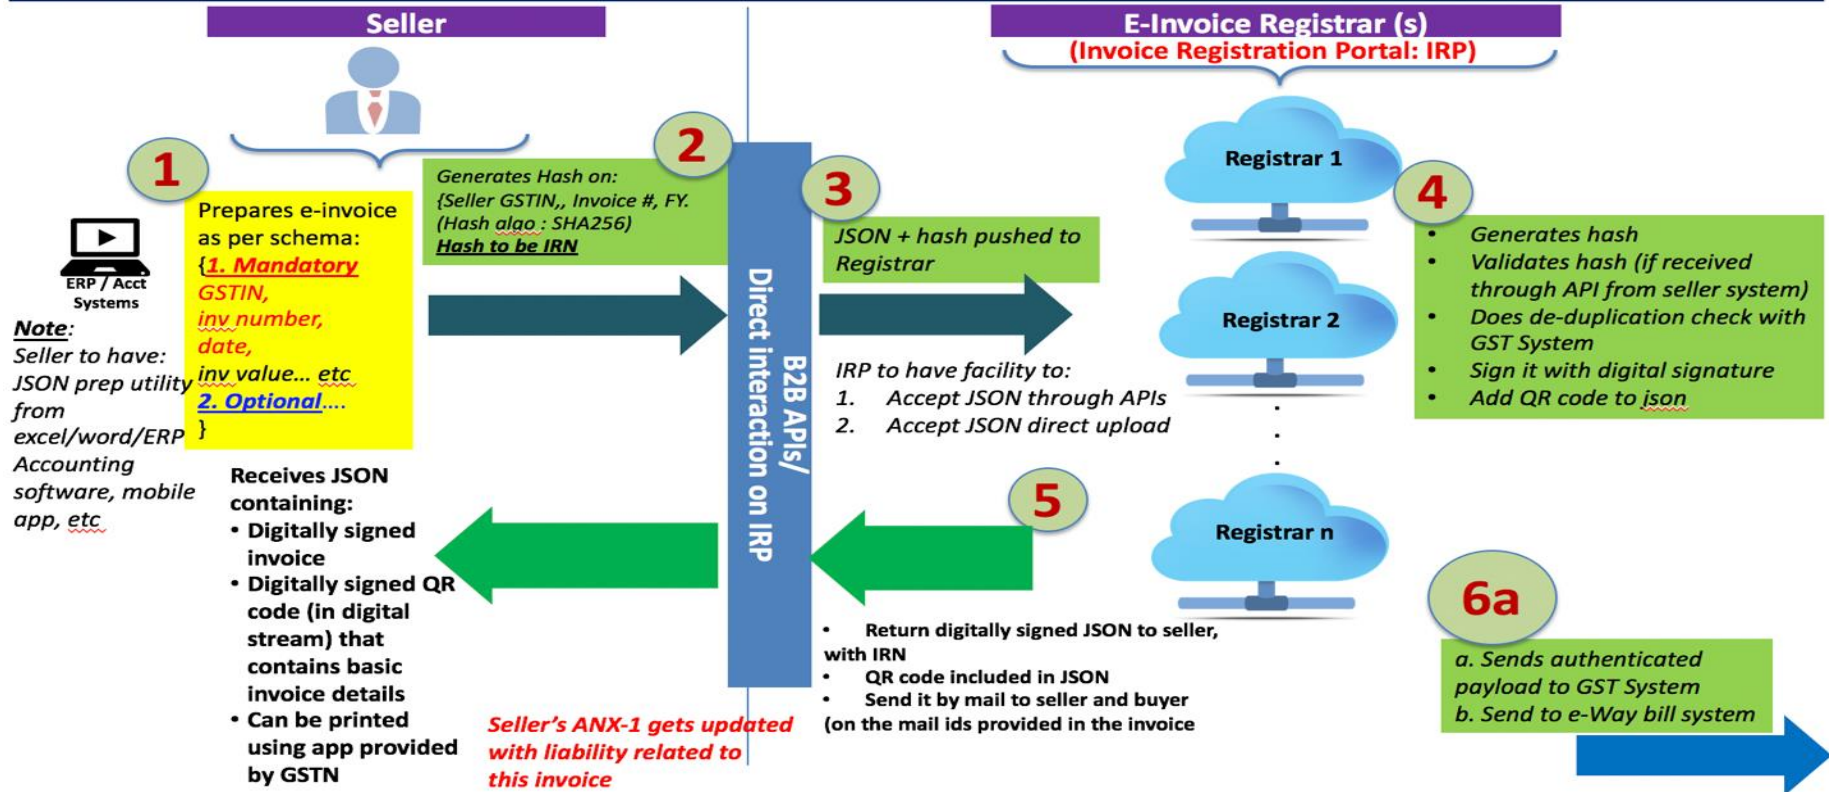 Seller
E-Invoice Registrar (s)
(Invoice Registration Portal: IRP)
1
ERP / Acct
Systems
Note:
Seller to have:
JSON prep utility
from
excel/word/ERP
Accounting
software, mobile
app, etc
Prepares e-invoice
as per schema:
{1. Mandatory
GSTIN,
inv number,
date,
inv value... etc
2. Optional....
}
2
Generates Hash on:
{Seller GSTIN,, Invoice #, FY.
(Hash algo : SHA256)
Hash to be IRN
B2B APIs/
Direct interaction on IRP
3
JSON + hash pushed to
Registrar
IRP to have facility to:
1. Accept JSON through APIs
2. Accept JSON direct upload
Registrar 1
Registrar 2
Registrar n
4
• Generates hash
• Validates hash (if received
through API from seller system)
• Does de-duplication check with
GST System
• Sign it with digital signature
• Add QR code to json
5
• Return digitally signed JSON to seller,
with IRN
• QR code included in JSON
• Send it by mail to seller and buyer
(on the mail ids provided in the invoice
Receives JSON
containing:
• Digitally signed
invoice
• Digitally signed QR
code (in digital
stream) that
contains basic
invoice details
• Can be printed
using app provided
by GSTN
Seller's ANX-1 gets updated
with liability related to
this invoice
6a
a. Sends authenticated
payload to GST System
b. Send to e-Way bill system